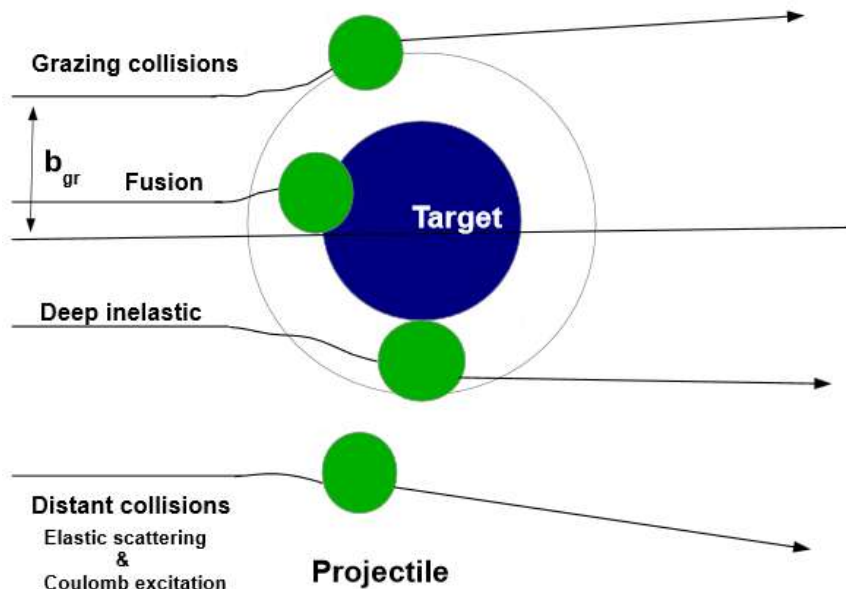 Grazing collisions
b gr
Fusion
Target
Deep inelastic
Distant collisions
Elastic scattering
&
Coulomb excitation
Projectile